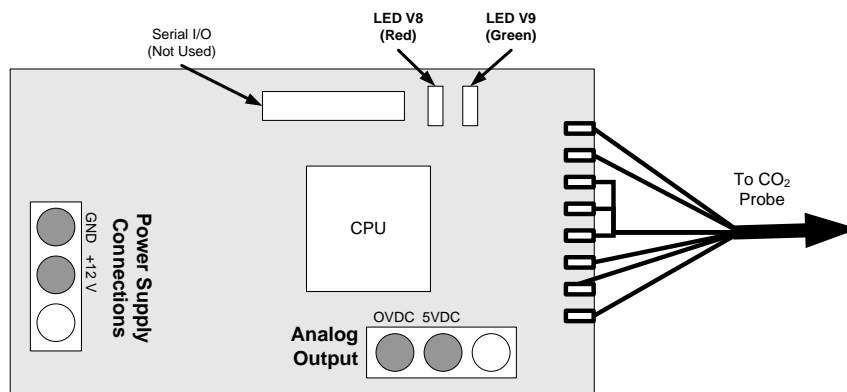 Serial I/O
(Not Used)
LED V8
(Red)
LED V9
(Green)
To CO₂
Probe
CPU
Power Supply
Connections
GND
+12 V
OVDC 5VDC
Analog
Output